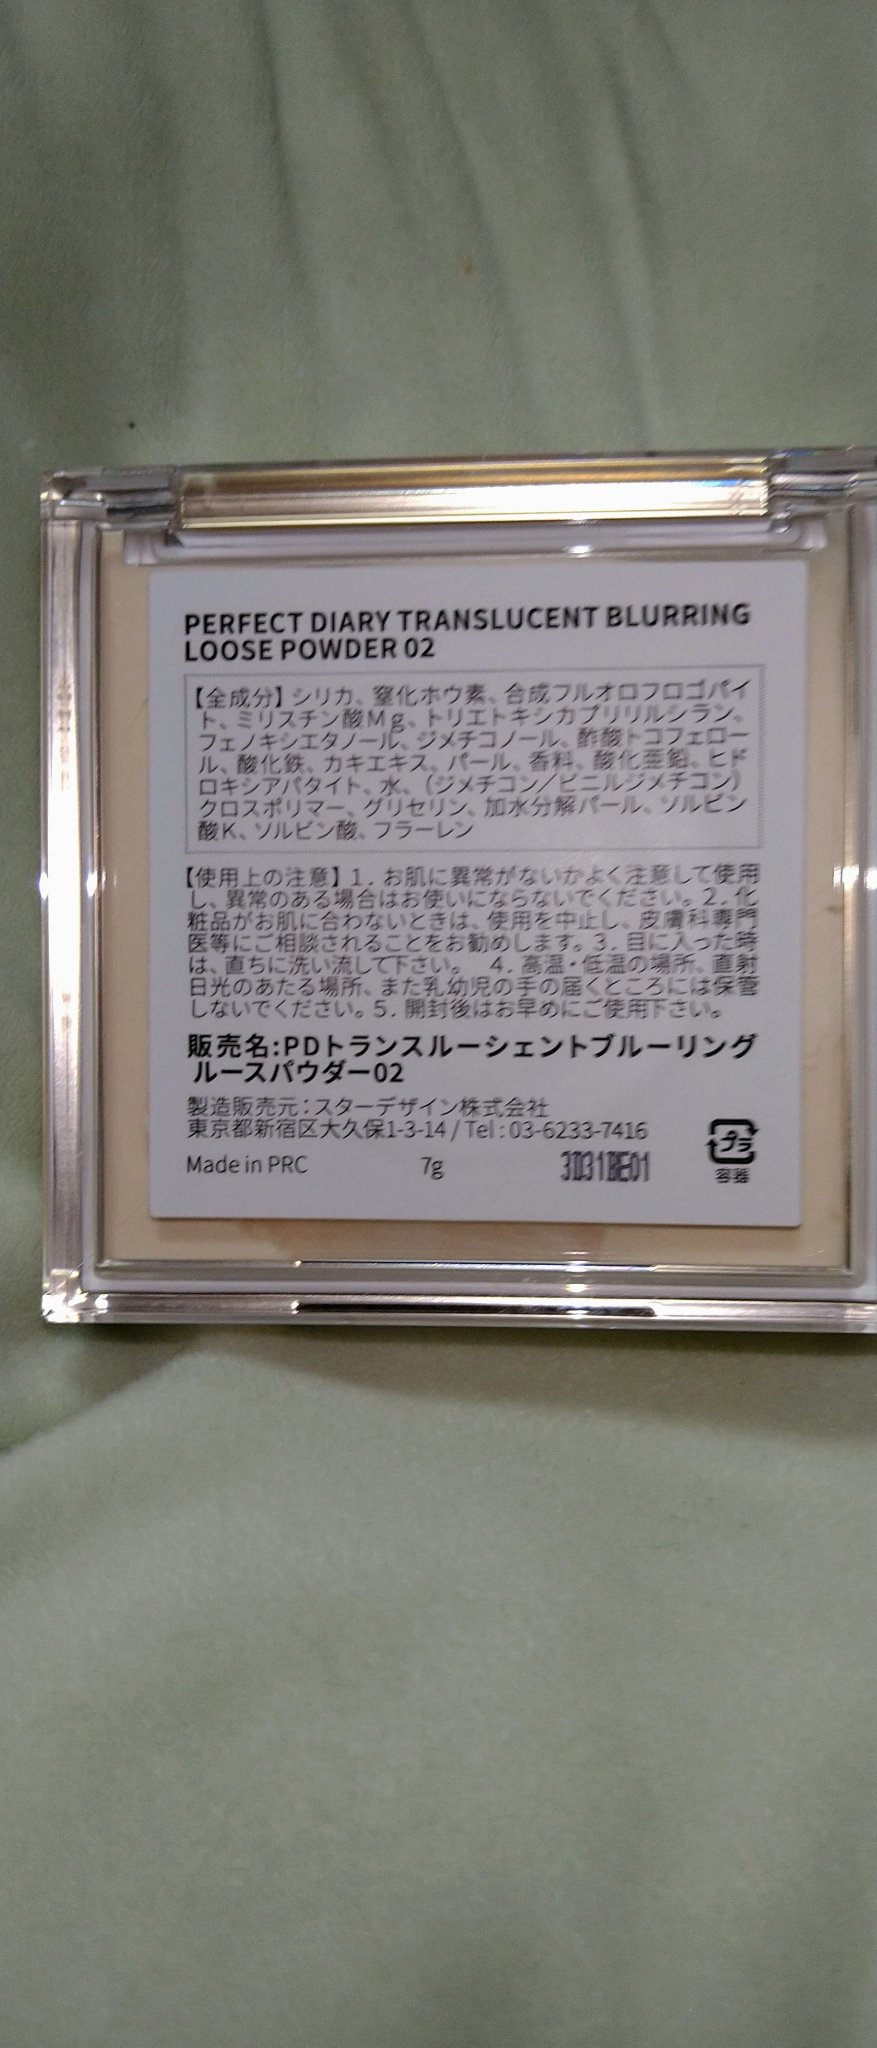 PERFECT DIARY TRANSLUCENT BLURRING
LOOSE POWDER 02
【全成分】シリカ、窒化ホウ素、合成フルオロフロゴパイ
ト、ミリスチン酸Mg、トリエトキシカプリリルシラン、
フェノキシエタノール、ジメチコノール、酢酸トコフェロー
ル、酸化鉄、カキエキス、パール、香料、酸化亜鉛、ヒド
ロキシアパタイト、水、(ジメチコン/ビニルジメチコン)
クロスポリマー、グリセリン、加水分解パール、ソルビン
酸K、ソルビン酸、フラーレン
【使用上の注意】1. お肌に異常がないかよく注意して使用
し、異常のある場合はお使いにならないでください。2. 化
粧品がお肌に合わないときは、使用を中止し、皮膚科専門
医等にご相談されることをお勧めします。3. 目に入った時
は、直ちに洗い流して下さい。 4. 高温・低温の場所、直射
日光のあたる場所、また乳幼児の手の届くところには保管
しないでください。5. 開封後はお早めにご使用下さい。
販売名:PDトランスルーシェントブルーリング
ルースパウダー02
製造販売元:スターデザイン株式会社
東京都新宿区大久保1-3-14 / Tel : 03-6233-7416
Made in PRC 7g
プラ
容器